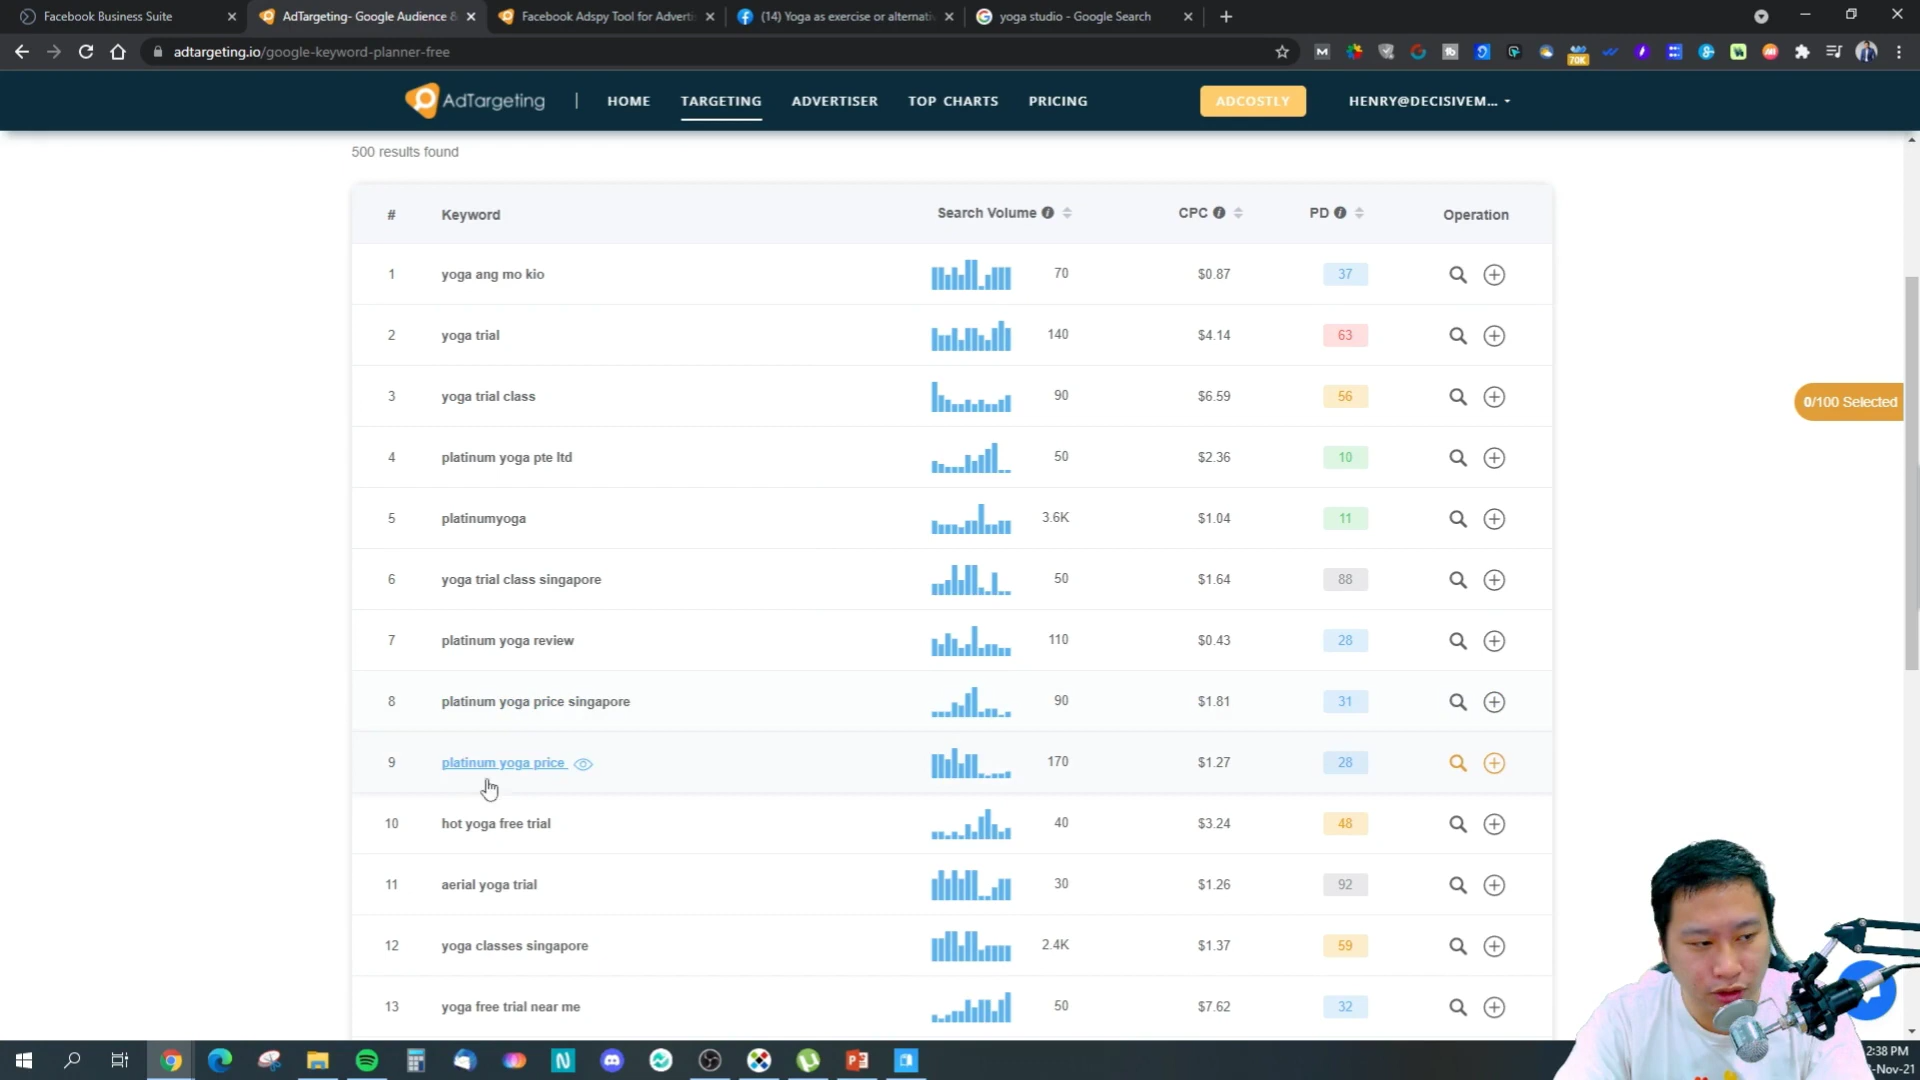 Facebook Business Suite
AdTargeting- Google Audience &
Facebook Adspy Tool for Adverti
(14) Yoga as exercise or alternati
yoga studio - Google Search
adtargeting.io/google-keyword-planner-free
70K
AdTargeting
HOME
TARGETING
ADVERTISER
TOP CHARTS
PRICING
ADCOSTLY
HENRY@DECISIVEM...
500 results found
# Keyword Search Volume CPC PD Operation
1 yoga ang mo kio 70 $0.87 37
2 yoga trial 140 $4.14 63
3 yoga trial class 90 $6.59 56
0/100 Selected
4 platinum yoga pte ltd 50 $2.36 10
5 platinumyoga 3.6K $1.04 11
6 yoga trial class singapore 50 $1.64 88
7 platinum yoga review 110 $0.43 28
8 platinum yoga price singapore 90 $1.81 31
9 platinum yoga price 170 $1.27 28
10 hot yoga free trial 40 $3.24 48
11 aerial yoga trial 30 $1.26 92
12 yoga classes singapore 2.4K $1.37 59
13 yoga free trial near me 50 $7.62 32
2:38 PM
-Nov-21